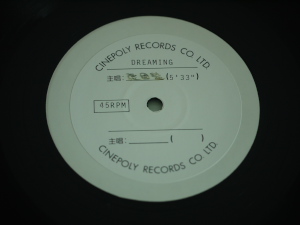 CINEPOLY RECORDS CO LTD
DREAMING
主唱: (5'33")
45RPM
主唱: ( )
CINEPOLY RECORDS CO LTD